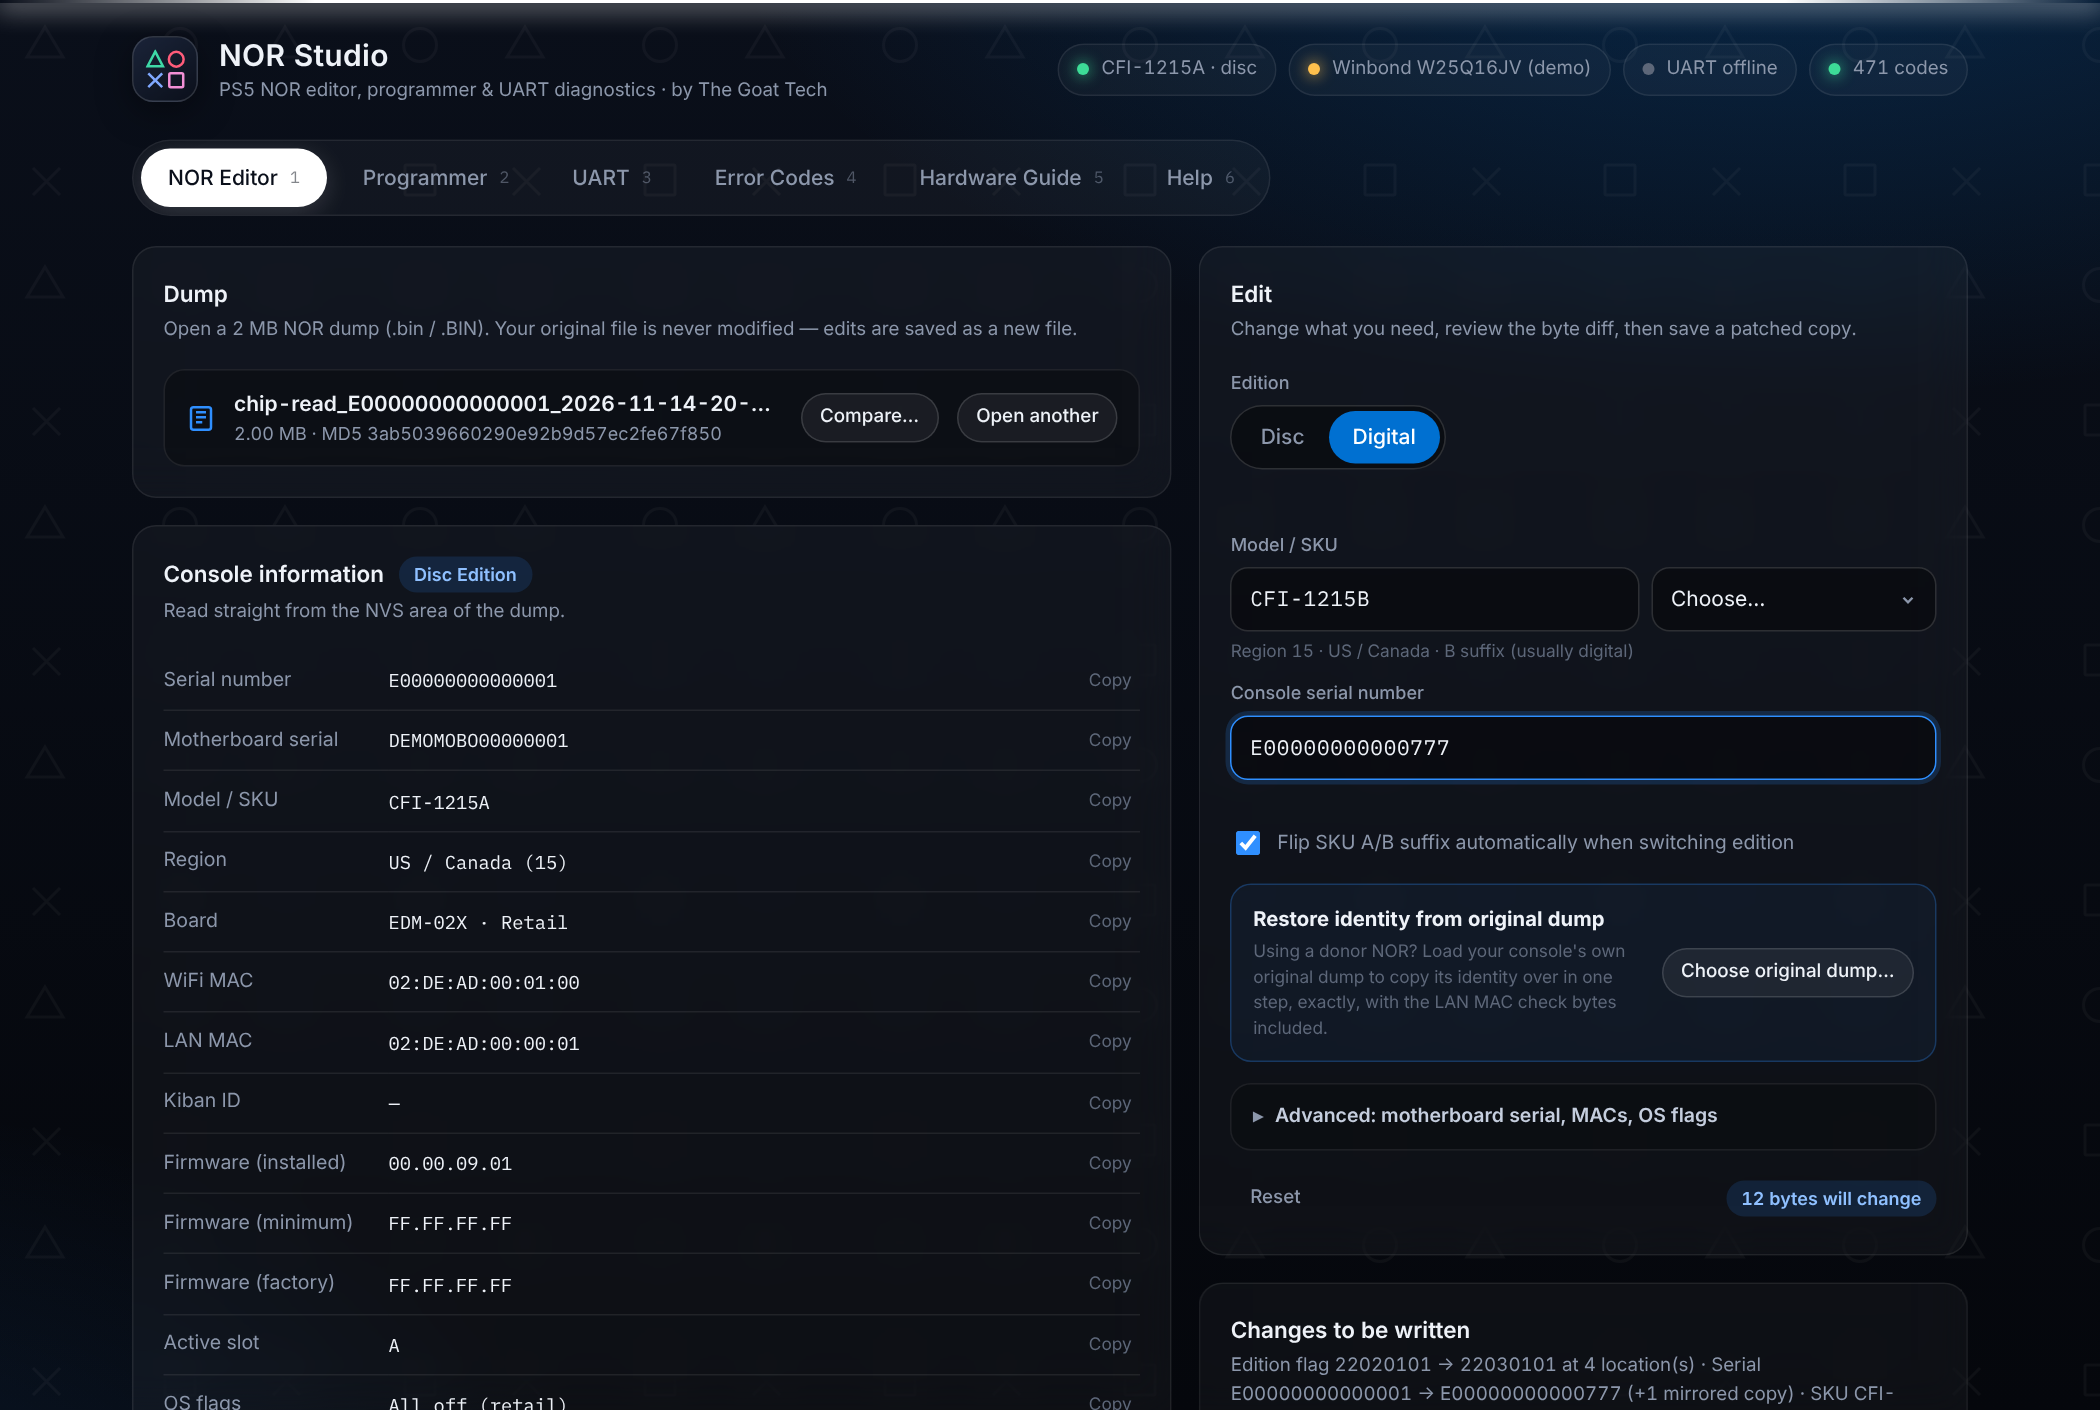 NOR Studio
PS5 NOR editor, programmer & UART diagnostics · by The Goat Tech
CFI-1215A · disc
Winbond W25Q16JV (demo)
UART offline
471 codes
NOR Editor 1
Programmer 2
UART 3
Error Codes 4
Hardware Guide 5
Help 6
Dump
Open a 2 MB NOR dump (.bin / .BIN). Your original file is never modified — edits are saved as a new file.
chip-read_E00000000000001_2026-11-14-20-...
2.00 MB · MD5 3ab5039660290e92b9d57ec2fe67f850
Compare...
Open another
Console information
Disc Edition
Read straight from the NVS area of the dump.
Serial number E00000000000001 Copy
Motherboard serial DEMOMOBO00000001 Copy
Model / SKU CFI-1215A Copy
Region US / Canada (15) Copy
Board EDM-02X · Retail Copy
WiFi MAC 02:DE:AD:00:01:00 Copy
LAN MAC 02:DE:AD:00:00:01 Copy
Kiban ID — Copy
Firmware (installed) 00.00.09.01 Copy
Firmware (minimum) FF.FF.FF.FF Copy
Firmware (factory) FF.FF.FF.FF Copy
Active slot A Copy
OS flags All off (retail) Copy
Edit
Change what you need, review the byte diff, then save a patched copy.
Edition
Disc
Digital
Model / SKU
CFI-1215B
Choose...
Region 15 · US / Canada · B suffix (usually digital)
Console serial number
E00000000000777
Flip SKU A/B suffix automatically when switching edition
Restore identity from original dump
Using a donor NOR? Load your console's own
original dump to copy its identity over in one
step, exactly, with the LAN MAC check bytes
included.
Choose original dump...
Advanced: motherboard serial, MACs, OS flags
Reset
12 bytes will change
Changes to be written
Edition flag 22020101 → 22030101 at 4 location(s) · Serial
E00000000000001 → E00000000000777 (+1 mirrored copy) · SKU CFI-